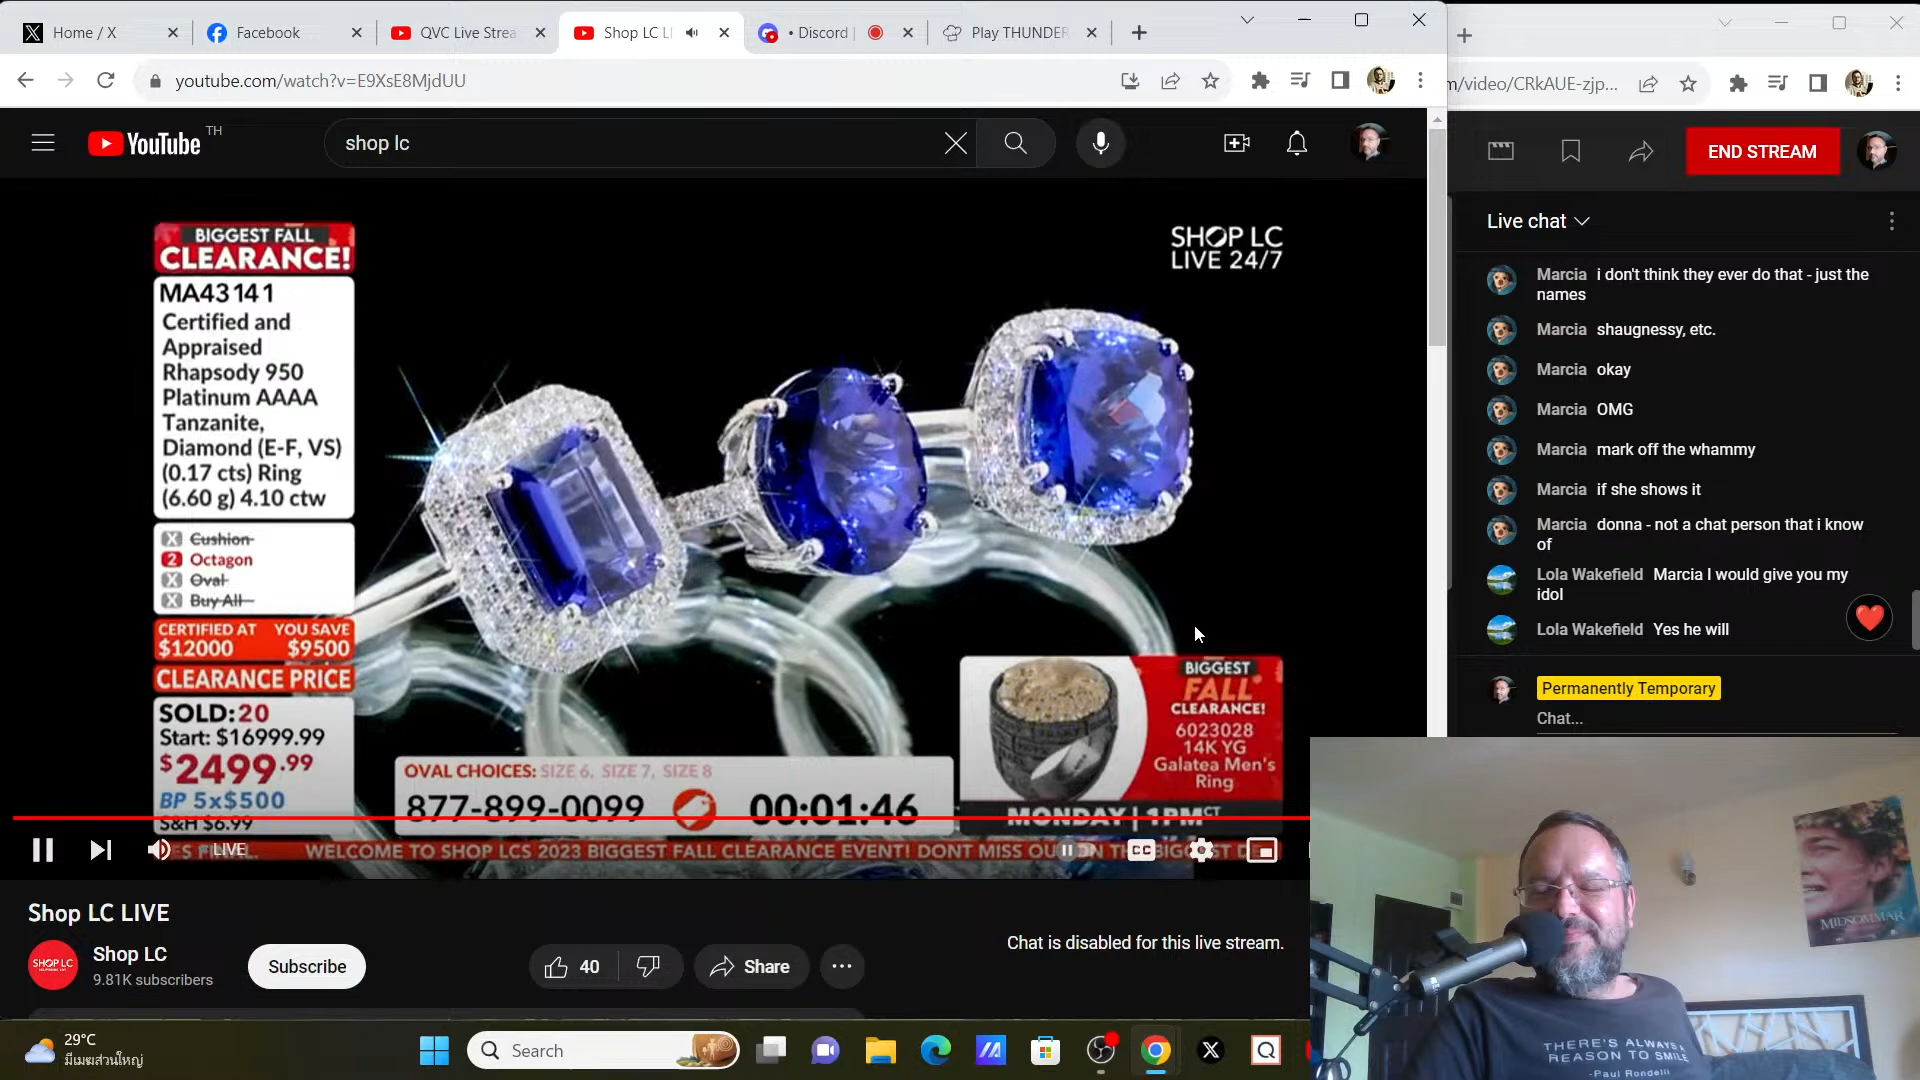 Home / X
Facebook
QVC Live Strea
Shop LC L
• Discord |
Play THUNDER
youtube.com/watch?v=E9XsE8MjdUU
n/video/CRkAUE-zjp...
YouTube TH
shop lc
END STREAM
BIGGEST FALL
CLEARANCE!
MA43141
Certified and
Appraised
Rhapsody 950
Platinum AAAA
Tanzanite,
Diamond (E-F, VS)
(0.17 cts) Ring
(6.60 g) 4.10 ctw
X Cushion
2 Octagon
X Oval
X Buy All
CERTIFIED AT YOU SAVE
$12000 $9500
CLEARANCE PRICE
SOLD:20
Start: $16999.99
$2499.99
BP 5x$500
S&H $6.99
SHOP LC
LIVE 24/7
BIGGEST
FALL
CLEARANCE!
6023028
14K YG
Galatea Men's
Ring
MONDAY | 1PM CT
OVAL CHOICES: SIZE 6, SIZE 7, SIZE 8
877-899-0099 00:01:46
LIVE
WELCOME TO SHOP LCS 2023 BIGGEST FALL CLEARANCE EVENT! DONT MISS OU
CC
Shop LC LIVE
SHOP LC
Shop LC
9.81K subscribers
Subscribe
40
Share
Chat is disabled for this live stream.
Live chat
Marcia i don't think they ever do that - just the
names
Marcia shaugnessy, etc.
Marcia okay
Marcia OMG
Marcia mark off the whammy
Marcia if she shows it
Marcia donna - not a chat person that i know
of
Lola Wakefield Marcia I would give you my
idol
Lola Wakefield Yes he will
Permanently Temporary
Chat...
MIDSOMMAR
THERE'S ALWAYS A
REASON TO SMILE
-Paul Rondelli
29°C
มีเมฆส่วนใหญ่
Search